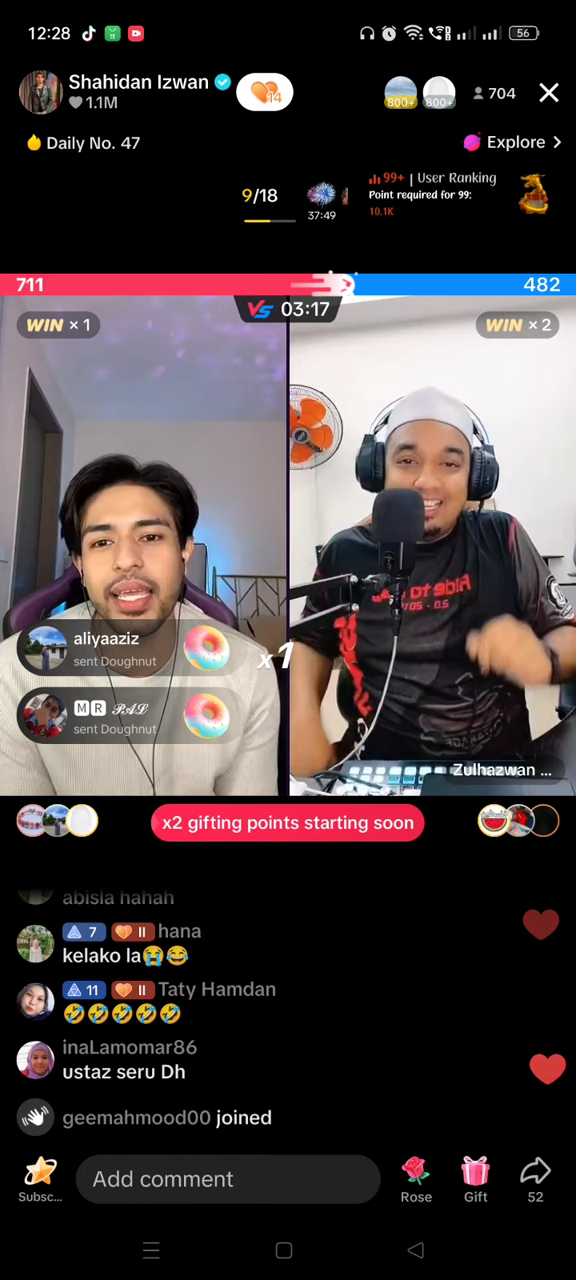 12:28
56
Shahidan Izwan
1.1M
14
800+
800+
704
Daily No. 47
Explore >
9/18
37:49
99+ | User Ranking
Point required for 99:
10.1K
711
482
VS 03:17
WIN × 1
WIN × 2
aliyaaziz
sent Doughnut
x1
MR 𝒫𝒜ℒ
sent Doughnut
Zulhazwan ...
x2 gifting points starting soon
abisla hahah
7 II hana
kelako la😭😂
11 II Taty Hamdan
🤣🤣🤣🤣🤣
inaLamomar86
ustaz seru Dh
geemahmood00 joined
Add comment
Subsc...
Rose
Gift
52